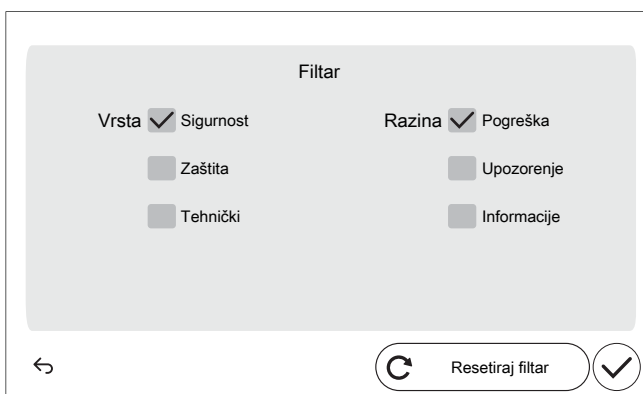 Filtar
Vrsta Sigurnost Razina Pogreška
Zaštita Upozorenje
Tehnički Informacije
Resetiraj filtar